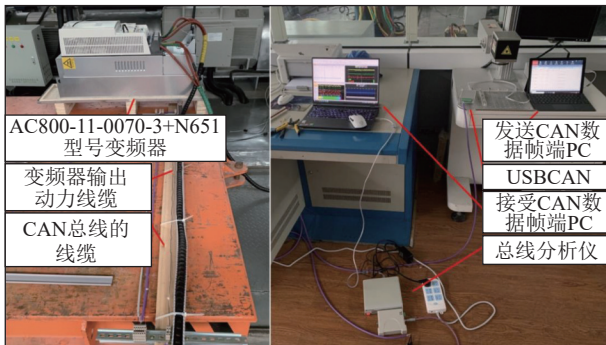 AC800-11-0070-3+N651
型号变频器
变频器输出
动力线缆
CAN总线的
线缆
发送CAN数
据帧端PC
USBCAN
接受CAN数
据帧端PC
总线分析仪